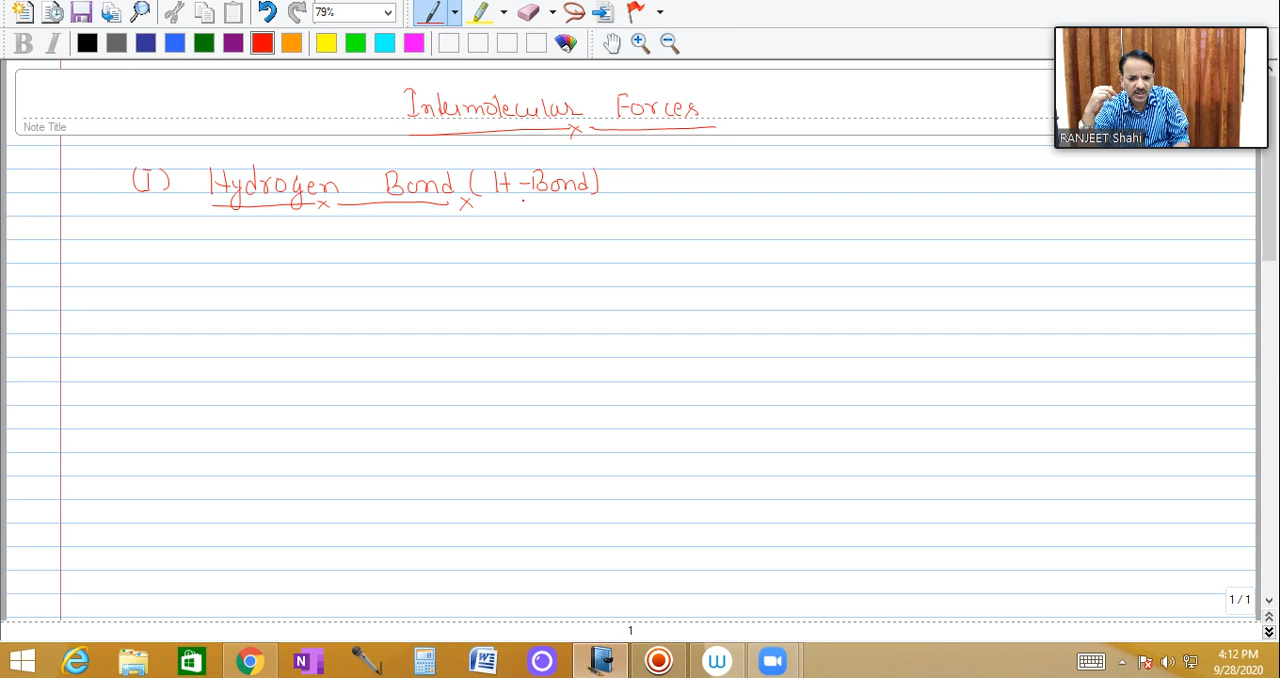 79%
B I
Intermolecular Forces
Note Title
RANJEET Shahi
(I) Hydrogen Bond (H-Bond)
1 / 1
1
4:12 PM
9/28/2020